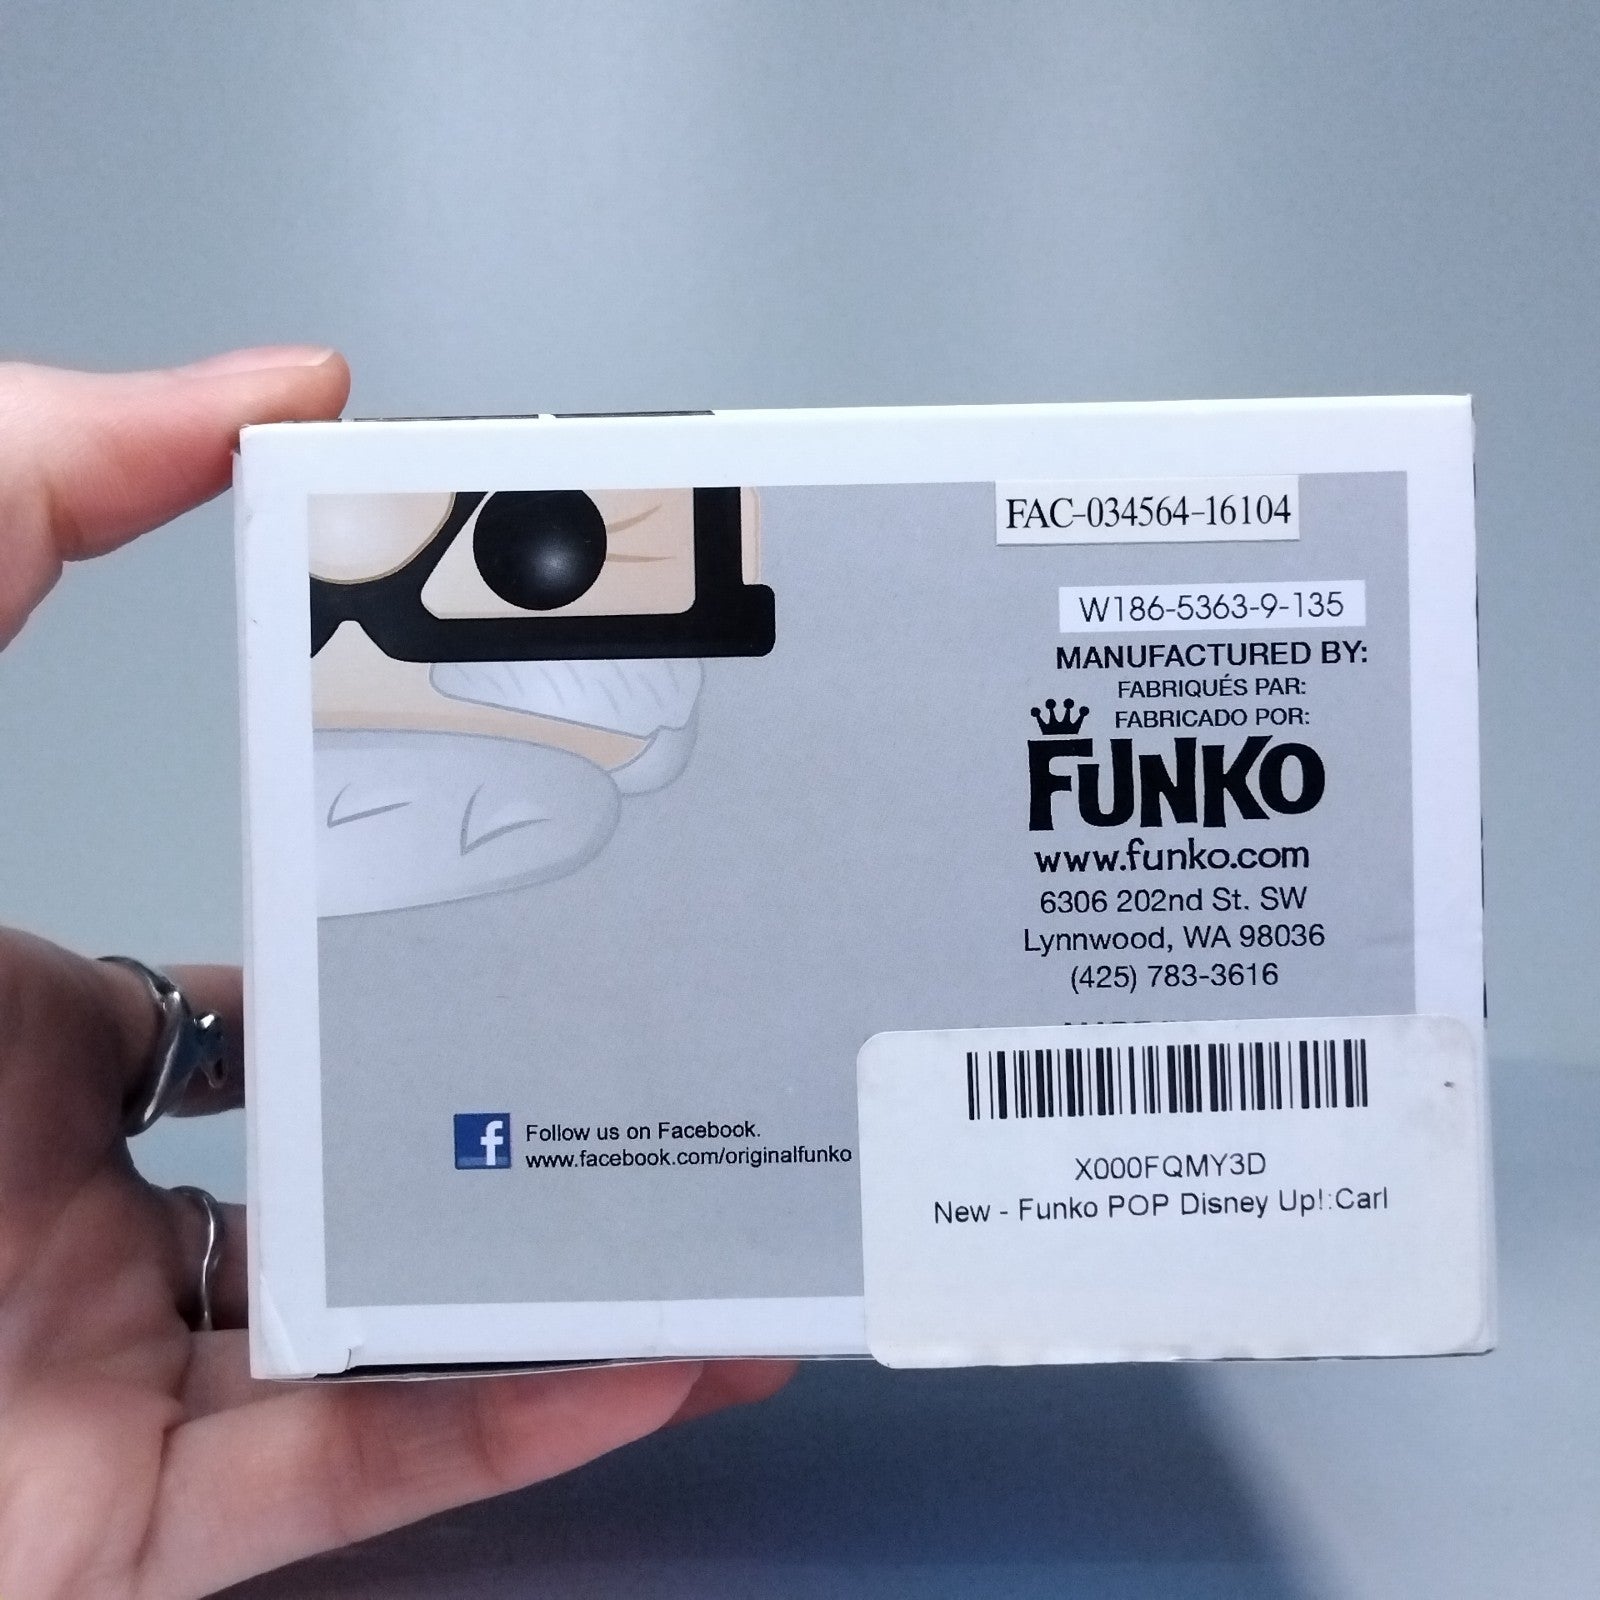 FAC-034564-16104
W186-5363-9-135
MANUFACTURED BY:
FABRIQUÉS PAR:
FABRICADO POR:
FUNKO
www.funko.com
6306 202nd St. SW
Lynnwood, WA 98036
(425) 783-3616
f Follow us on Facebook.
www.facebook.com/originalfunko
X000FQMY3D
New - Funko POP Disney Up!:Carl